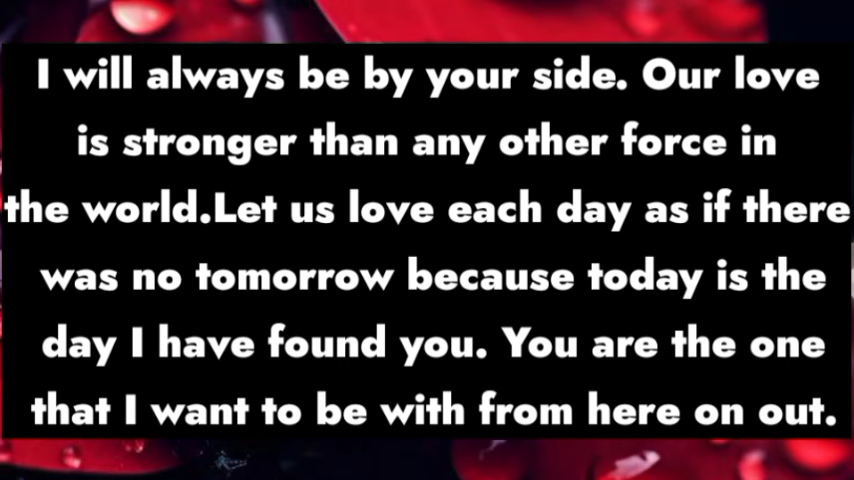 I will always be by your side. Our love
is stronger than any other force in
the world.Let us love each day as if there
was no tomorrow because today is the
day I have found you. You are the one
that I want to be with from here on out.